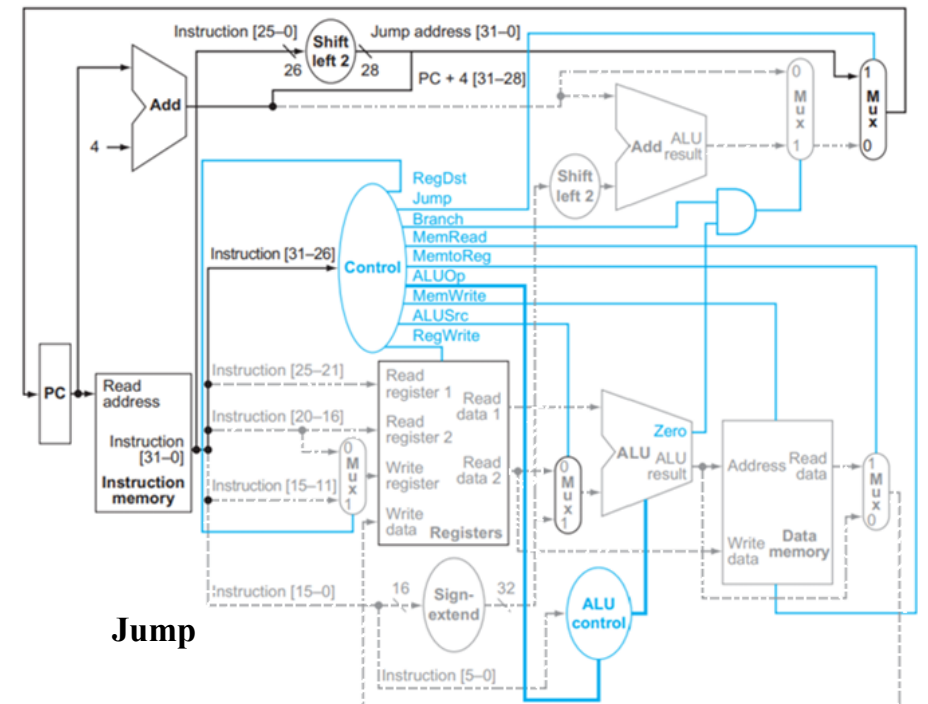 Instruction [25–0]
Shift
left 2
Jump address [31–0]
26
28
PC + 4 [31–28]
Add
4
0
M
u
x
1
1
M
u
x
0
Add ALU
result
Shift
left 2
RegDst
Jump
Branch
MemRead
MemtoReg
ALUOp
MemWrite
ALUSrc
RegWrite
Instruction [31–26]
Control
PC
Read
address
Instruction
[31–0]
Instruction
memory
Instruction [25–21]
Instruction [20–16]
Instruction [15–11]
0
M
u
x
1
Read
register 1
Read
register 2
Write
register
Write
data
Read
data 1
Read
data 2
Registers
0
M
u
x
1
Zero
ALU ALU
result
Address
Read
data
Write
data
Data
memory
1
M
u
x
0
Instruction [15–0]
16
Sign-
extend
32
ALU
control
Instruction [5–0]
Jump